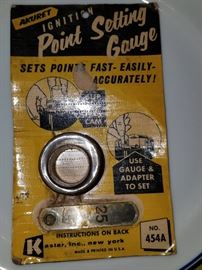 AKURET
IGNITION
Point Setting
Gauge
SETS POINTS FAST-EASILY-
ACCURATELY!
CAM
USE
GAUGE &
ADAPTER
TO SET
25
INSTRUCTIONS ON BACK
K
Kastar, Inc., new york
MADE & PRINTED IN U.S.A.
NO.
454A